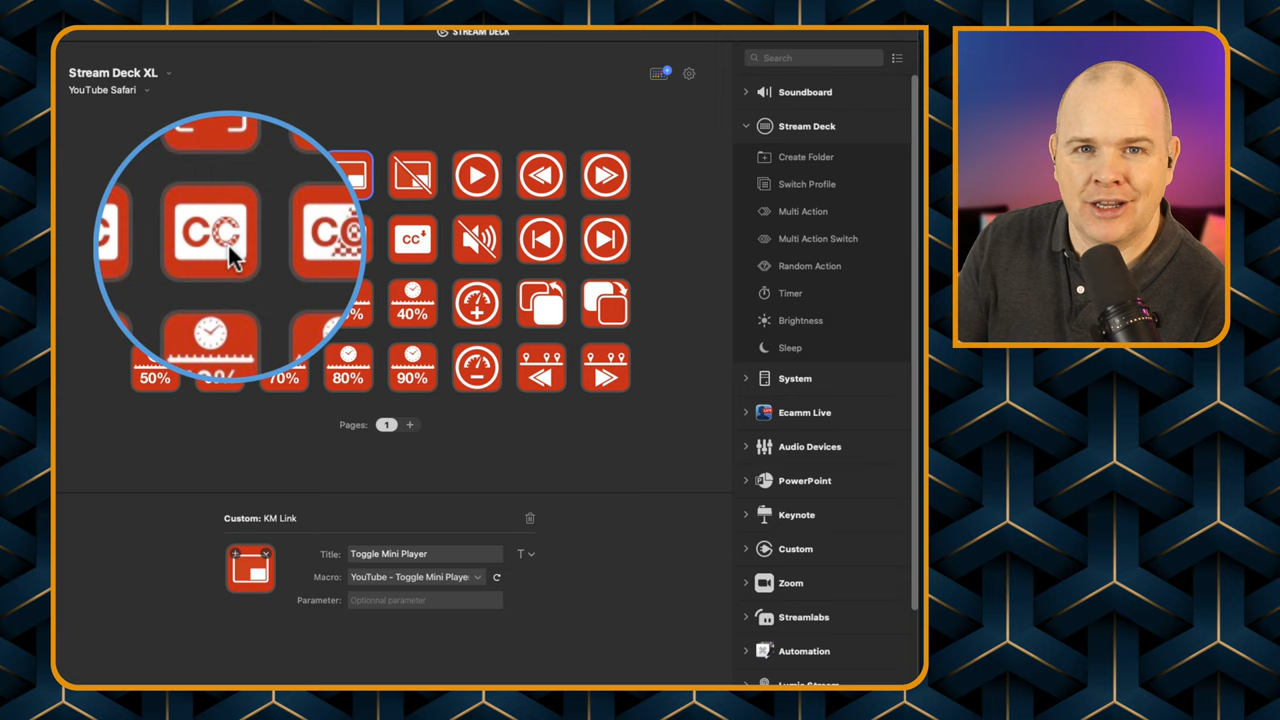 STREAM DECK
Stream Deck XL
YouTube Safari
Search
Soundboard
Stream Deck
Create Folder
Switch Profile
Multi Action
Multi Action Switch
Random Action
Timer
Brightness
Sleep
System
Ecamm Live
Audio Devices
PowerPoint
Keynote
Custom
Zoom
Streamlabs
Automation
CC
CC
CC
40%
50%
70%
80%
90%
Pages: 1 +
Custom: KM Link
Title: Toggle Mini Player
Macro: YouTube - Toggle Mini Playe
Parameter: Optionnal parameter